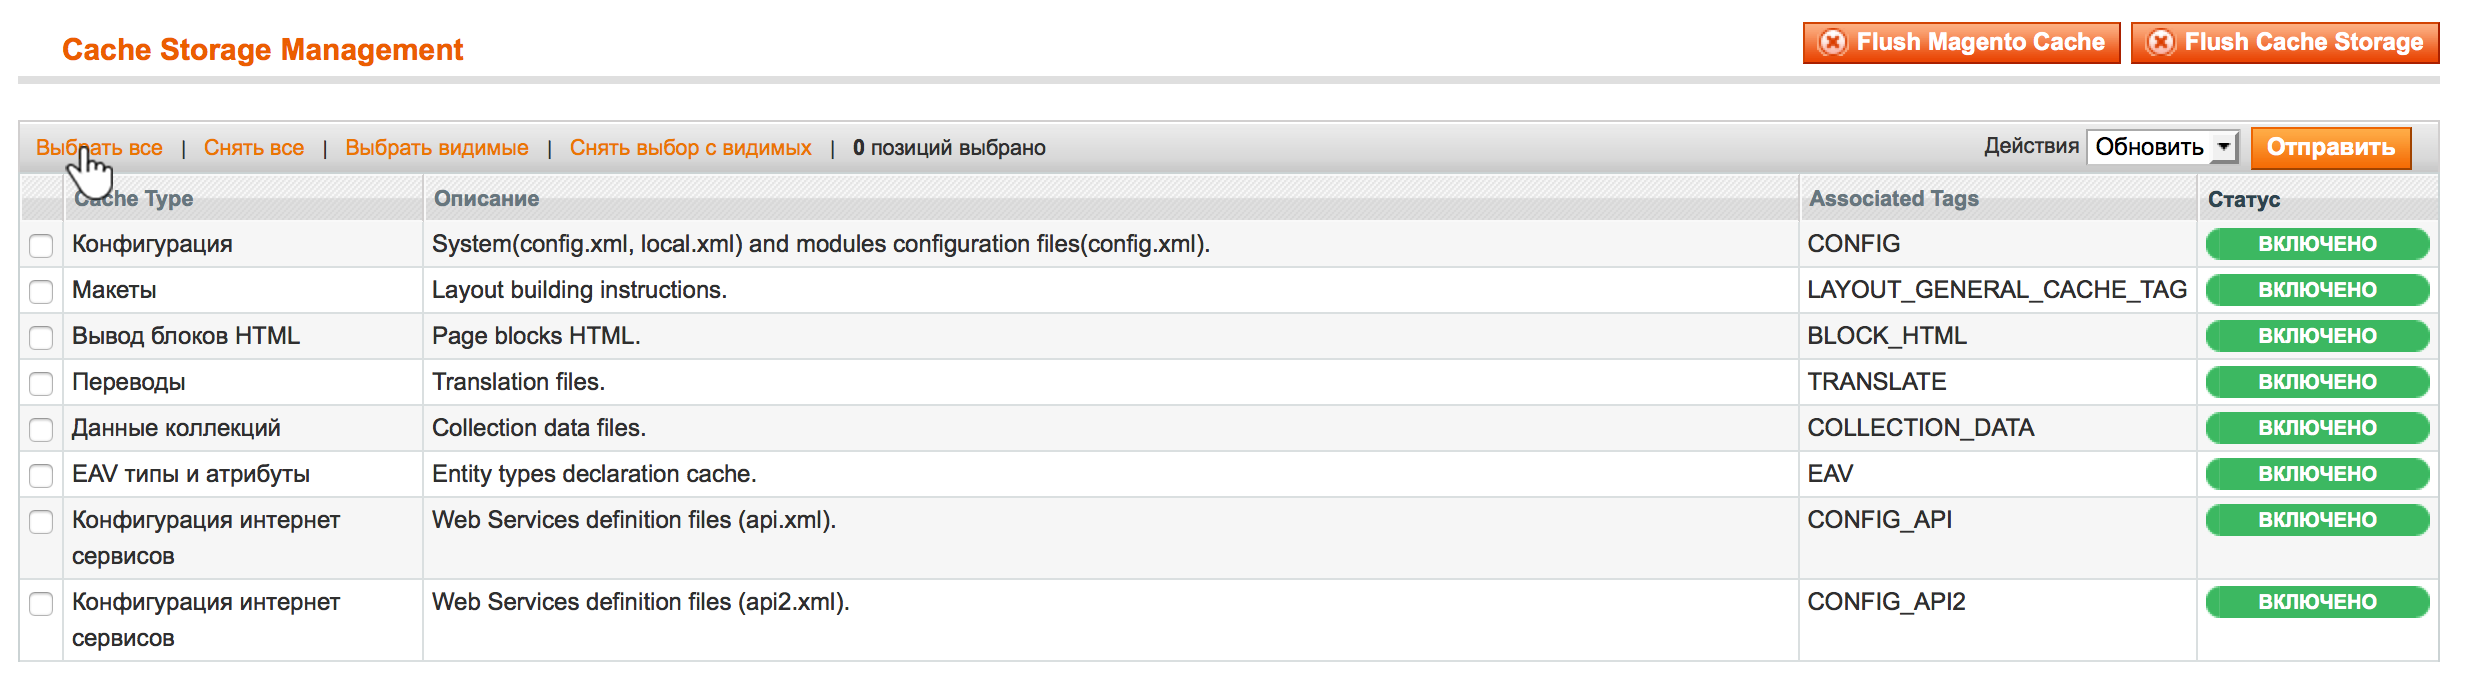 Cache Storage Management
Flush Magento Cache
Flush Cache Storage
Выбрать все | Снять все | Выбрать видимые | Снять выбор с видимых | 0 позиций выбрано
Действия Обновить Отправить
Cache Type Описание Associated Tags Статус
Конфигурация System(config.xml, local.xml) and modules configuration files(config.xml). CONFIG ВКЛЮЧЕНО
Макеты Layout building instructions. LAYOUT_GENERAL_CACHE_TAG ВКЛЮЧЕНО
Вывод блоков HTML Page blocks HTML. BLOCK_HTML ВКЛЮЧЕНО
Переводы Translation files. TRANSLATE ВКЛЮЧЕНО
Данные коллекций Collection data files. COLLECTION_DATA ВКЛЮЧЕНО
EAV типы и атрибуты Entity types declaration cache. EAV ВКЛЮЧЕНО
Конфигурация интернет Web Services definition files (api.xml). CONFIG_API ВКЛЮЧЕНО
сервисов
Конфигурация интернет Web Services definition files (api2.xml). CONFIG_API2 ВКЛЮЧЕНО
сервисов